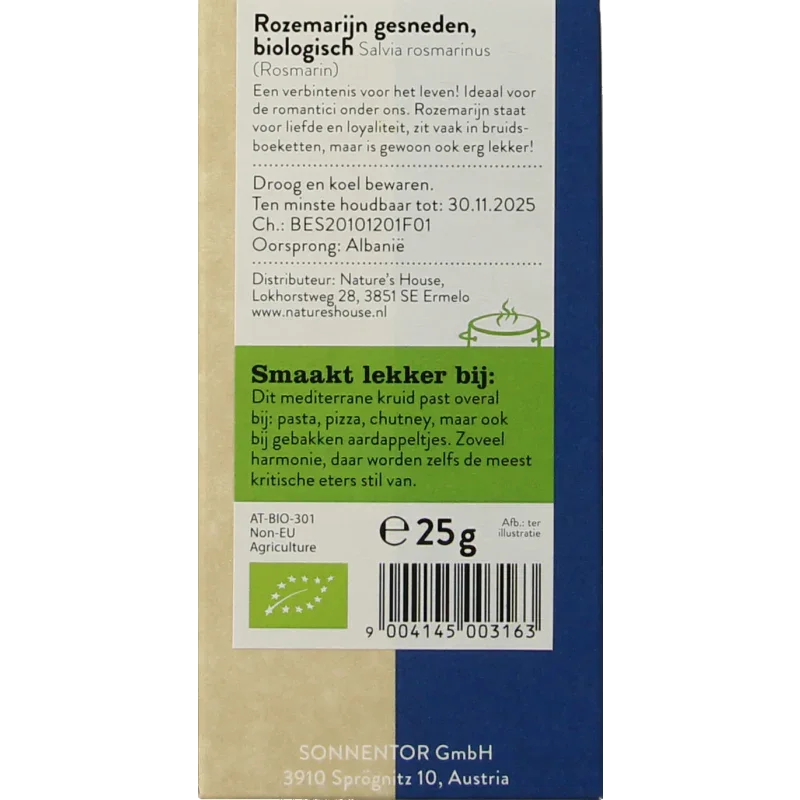 Rozemarijn gesneden,
biologisch Salvia rosmarinus
(Rosmarin)
Een verbintenis voor het leven! Ideaal voor
de romantici onder ons. Rozemarijn staat
voor liefde en loyaliteit, zit vaak in bruids-
boeketten, maar is gewoon ook erg lekker!
Droog en koel bewaren.
Ten minste houdbaar tot: 30.11.2025
Ch.: BES20101201F01
Oorsprong: Albanië
Distributeur: Nature's House,
Lokhorstweg 28, 3851 SE Ermelo
www.natureshouse.nl
Smaakt lekker bij:
Dit mediterrane kruid past overal
bij: pasta, pizza, chutney, maar ook
bij gebakken aardappeltjes. Zoveel
harmonie, daar worden zelfs de meest
kritische eters stil van.
AT-BIO-301
Non-EU
Agriculture
℮ 25g
Afb.: ter
illustratie
9 004145 003163
SONNENTOR GmbH
3910 Sprögnitz 10, Austria